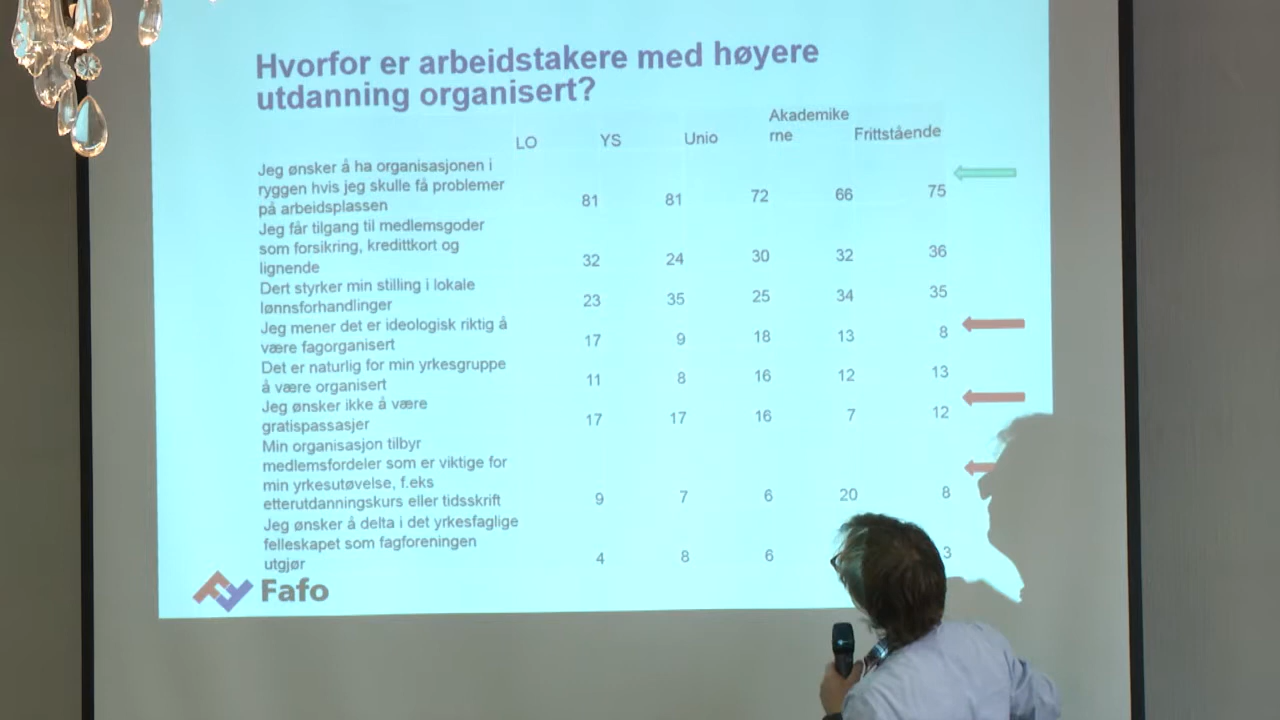 Hvorfor er arbeidstakere med høyere
utdanning organisert?
LO YS Unio Akademike
rne Frittstående
Jeg ønsker å ha organisasjonen i
ryggen hvis jeg skulle få problemer
på arbeidsplassen 81 81 72 66 75
Jeg får tilgang til medlemsgoder
som forsikring, kredittkort og
lignende 32 24 30 32 36
Dert styrker min stilling i lokale
lønnsforhandlinger 23 35 25 34 35
Jeg mener det er ideologisk riktig å
være fagorganisert 17 9 18 13 8
Det er naturlig for min yrkesgruppe
å være organisert 11 8 16 12 13
Jeg ønsker ikke å være
gratispassasjer 17 17 16 7 12
Min organisasjon tilbyr
medlemsfordeler som er viktige for
min yrkesutøvelse, f.eks
etterutdanningskurs eller tidsskrift 9 7 6 20 8
Jeg ønsker å delta i det yrkesfaglige
felleskapet som fagforeningen
utgjør 4 8 6 3
Fafo